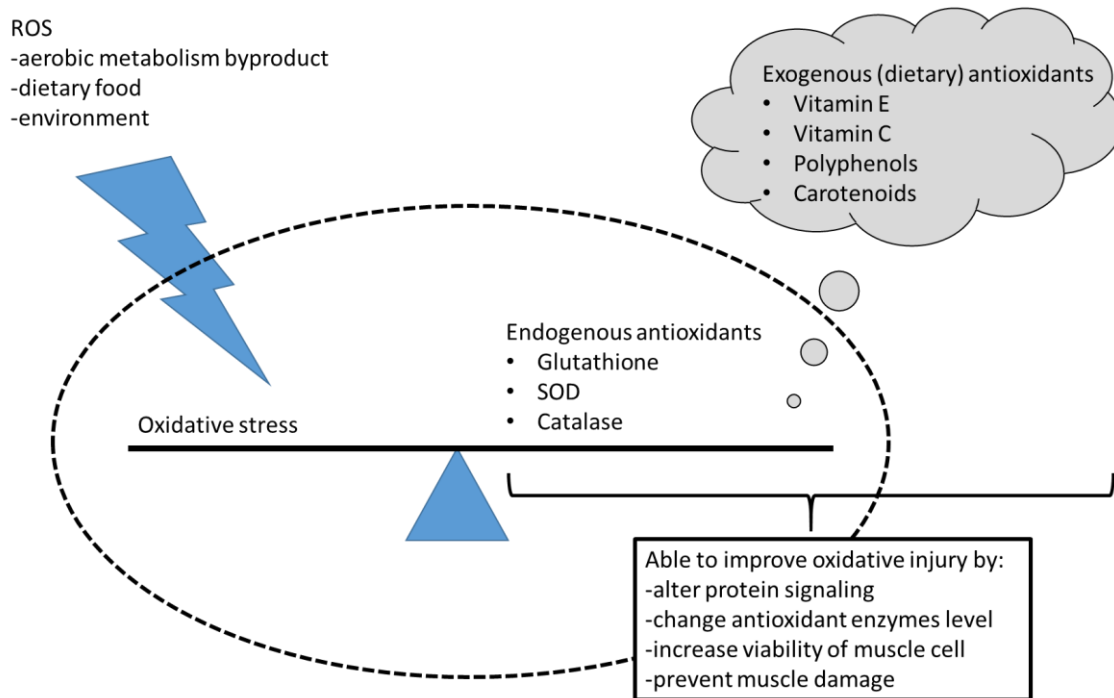 ROS
-aerobic metabolism byproduct
-dietary food
-environment
Exogenous (dietary) antioxidants
• Vitamin E
• Vitamin C
• Polyphenols
• Carotenoids
Endogenous antioxidants
• Glutathione
• SOD
• Catalase
Oxidative stress
Able to improve oxidative injury by:
-alter protein signaling
-change antioxidant enzymes level
-increase viability of muscle cell
-prevent muscle damage